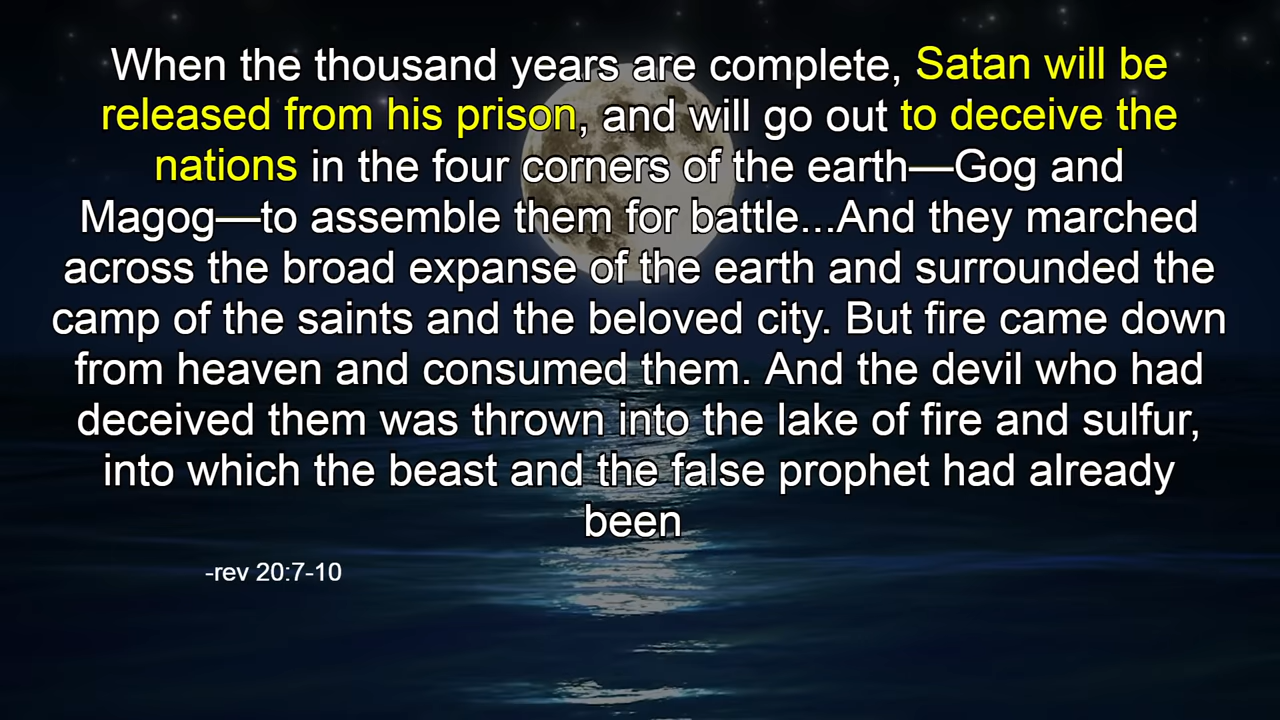 When the thousand years are complete, Satan will be
released from his prison, and will go out to deceive the
nations in the four corners of the earth—Gog and
Magog—to assemble them for battle...And they marched
across the broad expanse of the earth and surrounded the
camp of the saints and the beloved city. But fire came down
from heaven and consumed them. And the devil who had
deceived them was thrown into the lake of fire and sulfur,
into which the beast and the false prophet had already
been
-rev 20:7-10